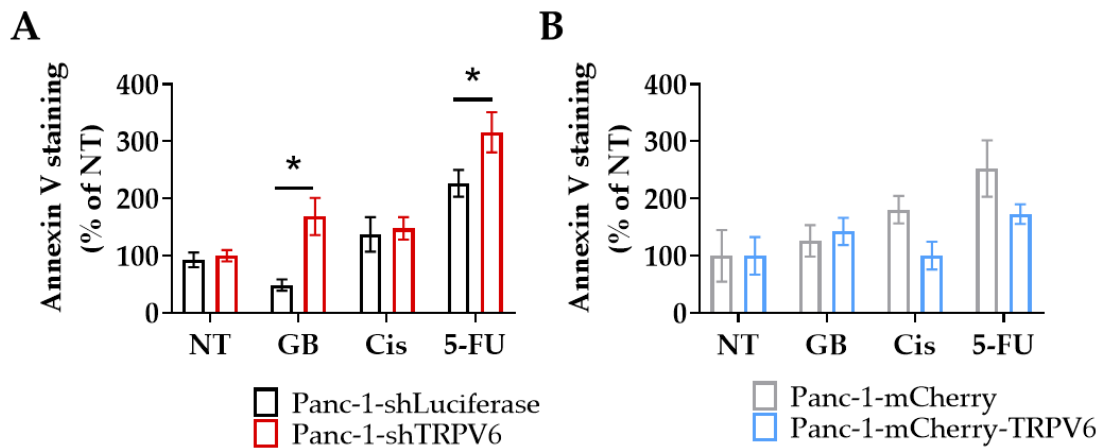 A
Annexin V staining
(% of NT)
400
300
200
100
0
*
*
NT GB Cis 5-FU
Panc-1-shLuciferase
Panc-1-shTRPV6
B
Annexin V staining
(% of NT)
400
300
200
100
0
NT GB Cis 5-FU
Panc-1-mCherry
Panc-1-mCherry-TRPV6